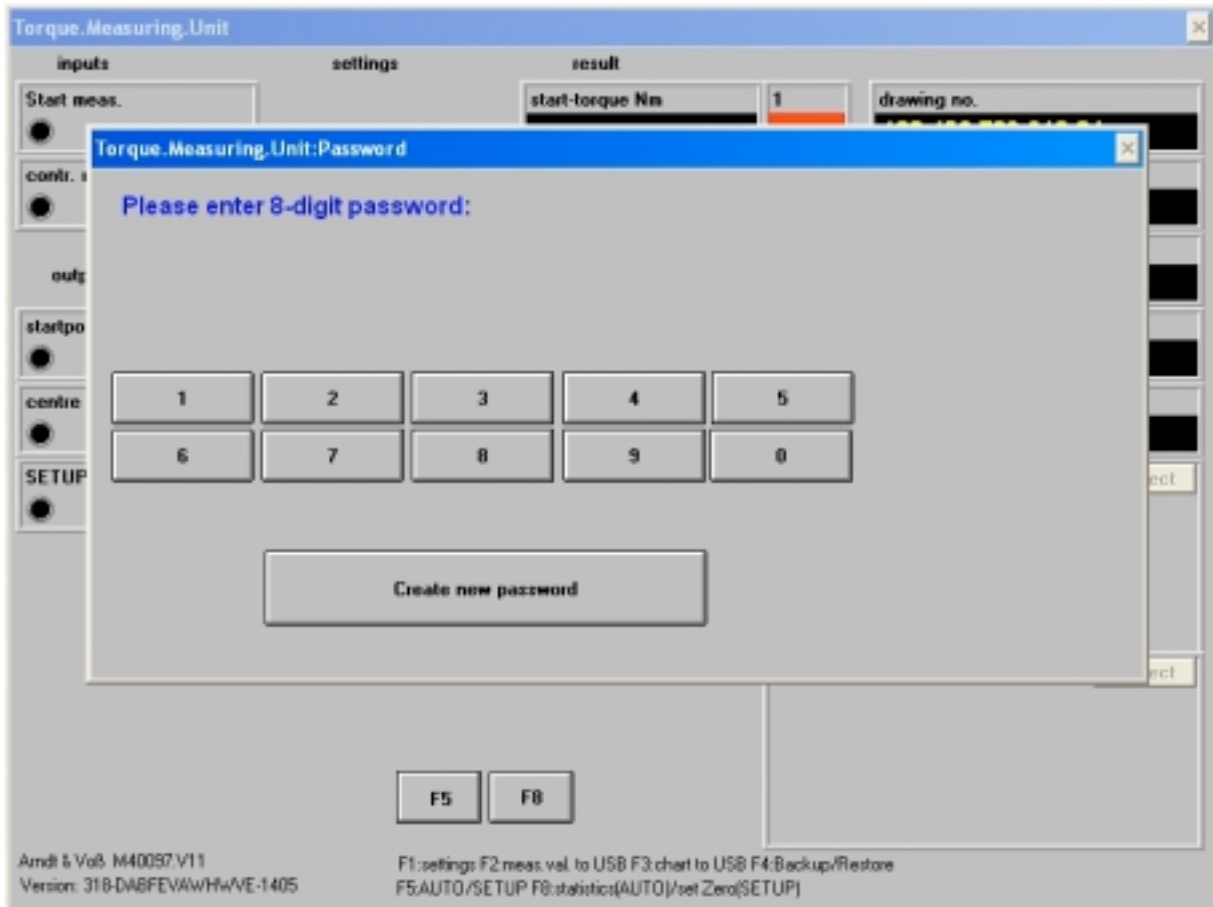 Torque.Measuring.Unit
inputs settings result
Start meas. start-torque Nm 1 drawing no.
Torque.Measuring.Unit:Password
contr.
Please enter 8-digit password:
startpo
1 2 3 4 5
centre
6 7 8 9 0
SETUP
ect
Create new password
ect
F5 F8
Arndt & Voß M40097.V11
F1:settings F2:meas.val. to USB F3:chart to USB F4:Backup/Restore
Version: 318-DABFEVAWHWVE-1405
F5:AUTO/SETUP F8:statistics(AUTO)/set Zero(SETUP)